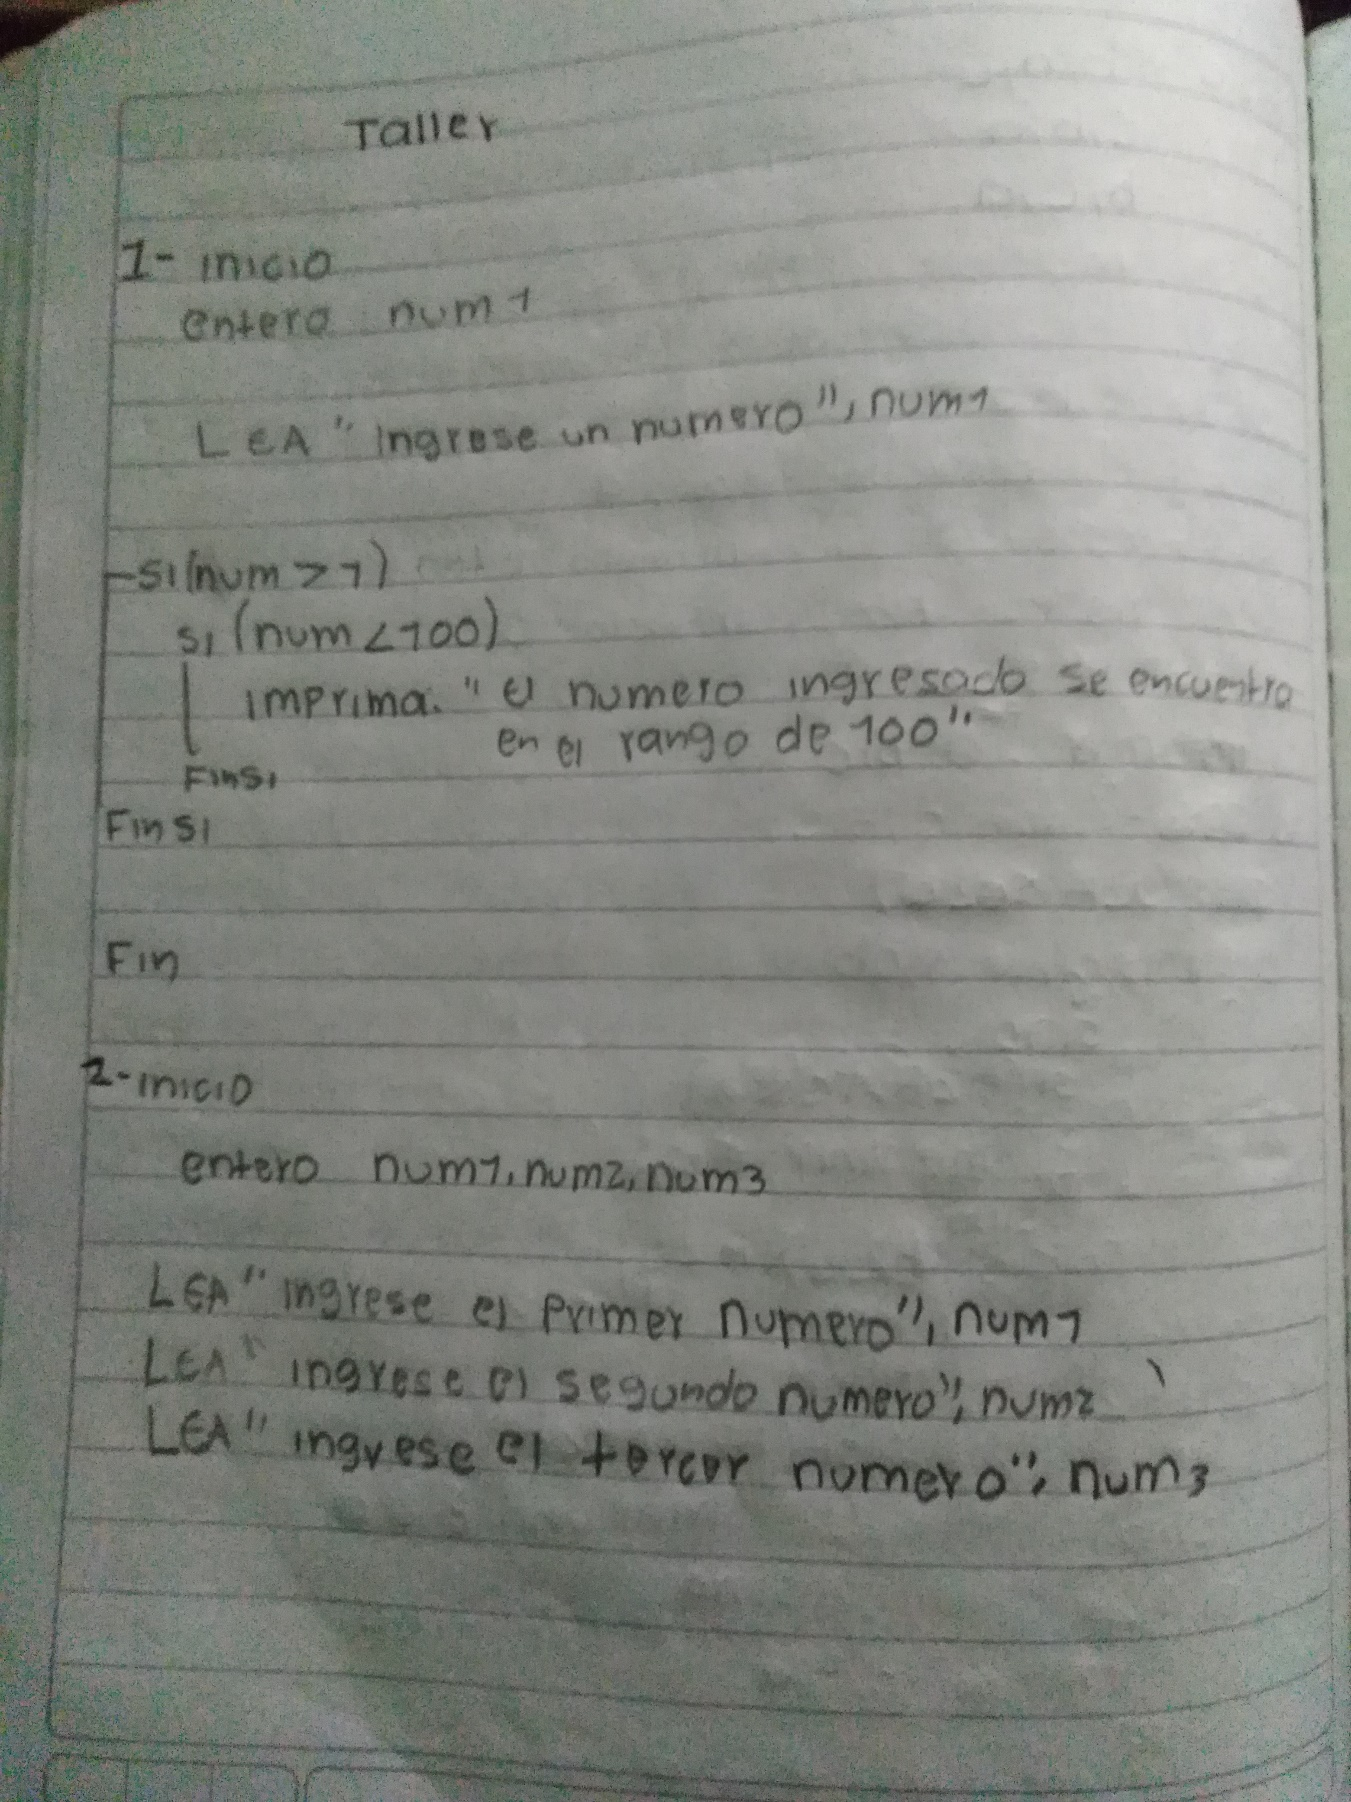 Taller
1- inicio
entero num1
LEA "ingrese un numero", num1
Si(num > 1)
Si (num < 100)
imprima. "el numero ingresado se encuentra
en el rango de 100"
Finsi
Fin si
Fin
2- inicio
entero num1, num2, num3
LEA "ingrese el Primer numero", num1
LEA "ingrese el segundo numero", num2
LEA "ingrese el tercer numero", num3